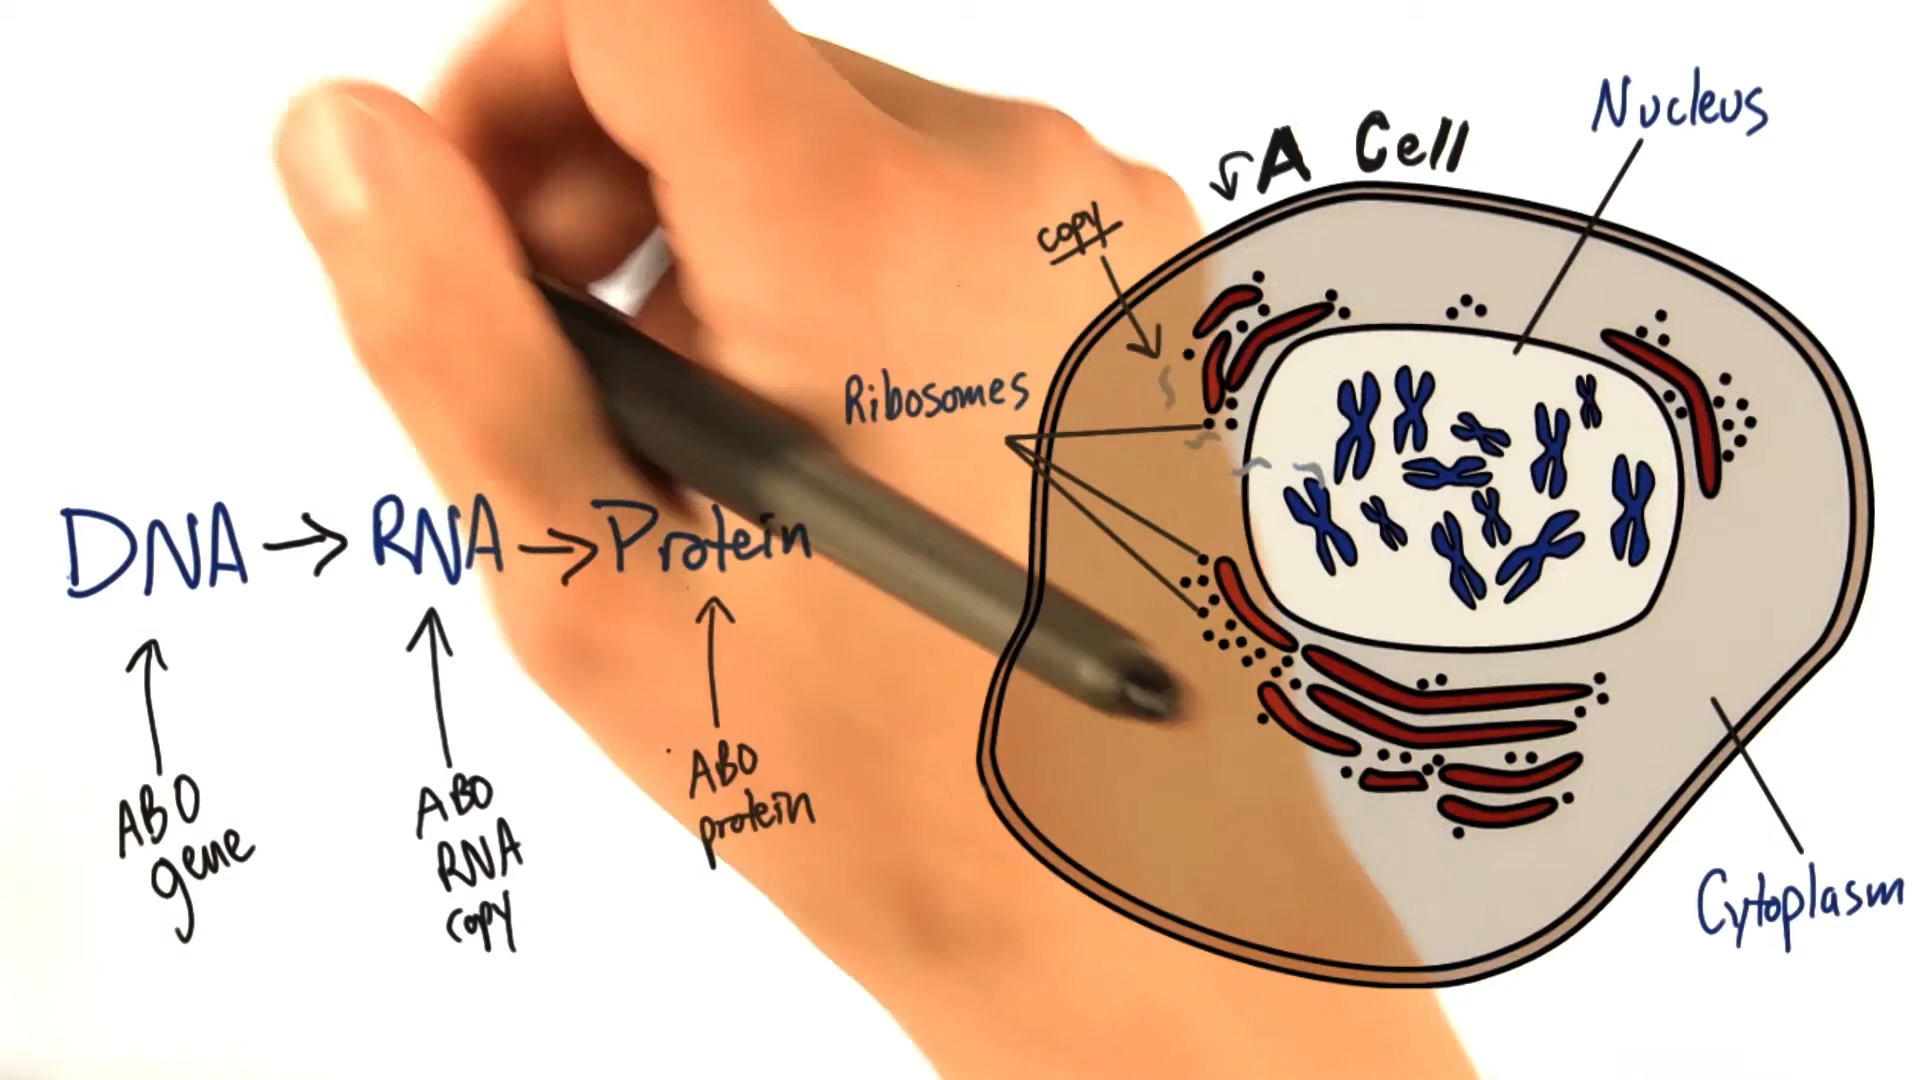 Nucleus
A Cell
copy
Ribosomes
DNA → RNA → Protein
ABO
gene
ABO
RNA
copy
ABO
protein
Cytoplasm